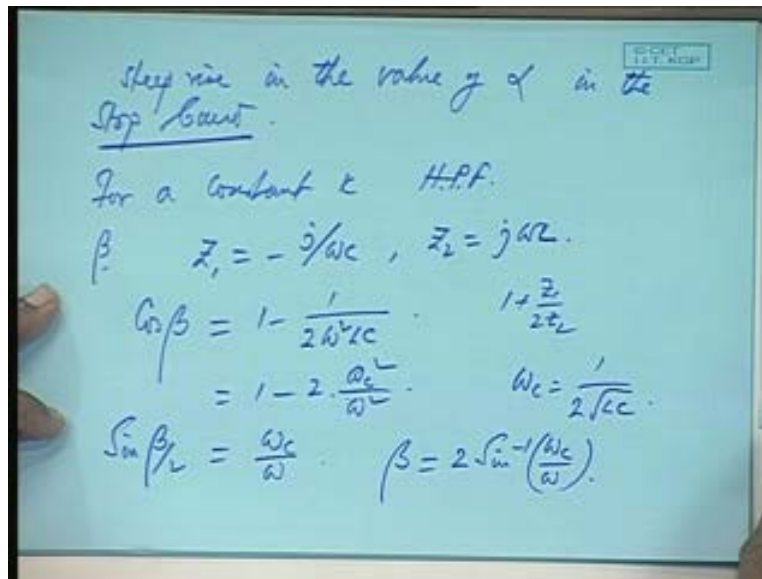 steep rise in the value of α in the
stop band.
© CET
I.I.T. KGP
For a constant k H.P.F.
β. Z₁ = - j/ωC , Z₂ = jωL.
Cos β = 1 - 1/(2ω²LC) . 1 + Z₁/2Z₂
= 1 - 2 . ωc²/ω² . ωc = 1/(2√LC) .
Sin β/2 = ωc/ω . β = 2 Sin⁻¹(ωc/ω).